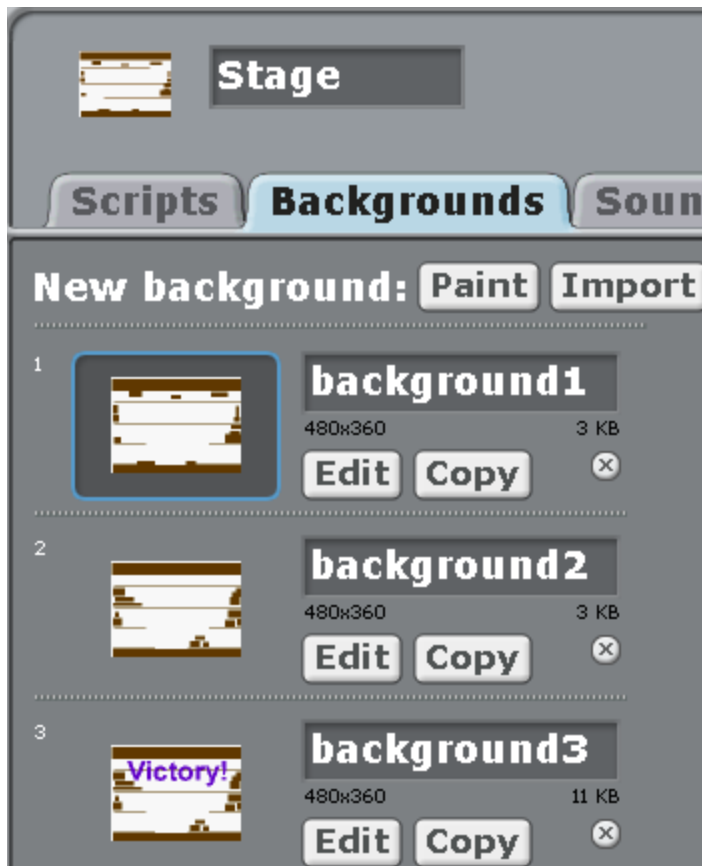 Stage
Scripts Backgrounds Soun
New background: Paint Import
1
background1
480x360 3 KB
Edit Copy
2
background2
480x360 3 KB
Edit Copy
3
Victory!
background3
480x360 11 KB
Edit Copy